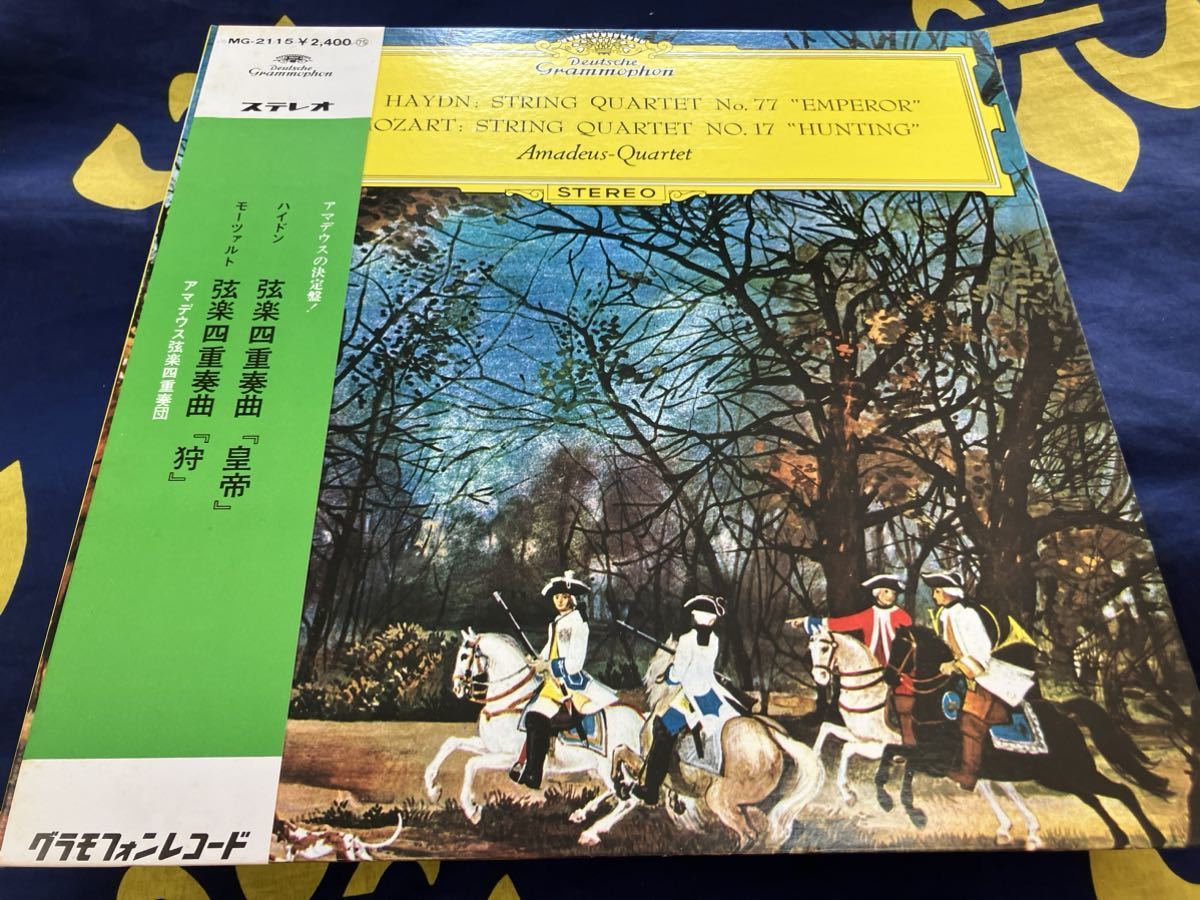 MG-2115 ¥2,400 ㊄
Deutsche
Grammophon
ステレオ
アマデウスの決定盤!
ハイドン
弦楽四重奏曲『皇帝』
モーツァルト
弦楽四重奏曲『狩』
アマデウス弦楽四重奏団
グラモフォンレコード
Deutsche
Grammophon
HAYDN: STRING QUARTET No. 77 "EMPEROR"
OZART: STRING QUARTET NO. 17 "HUNTING"
Amadeus-Quartet
STEREO